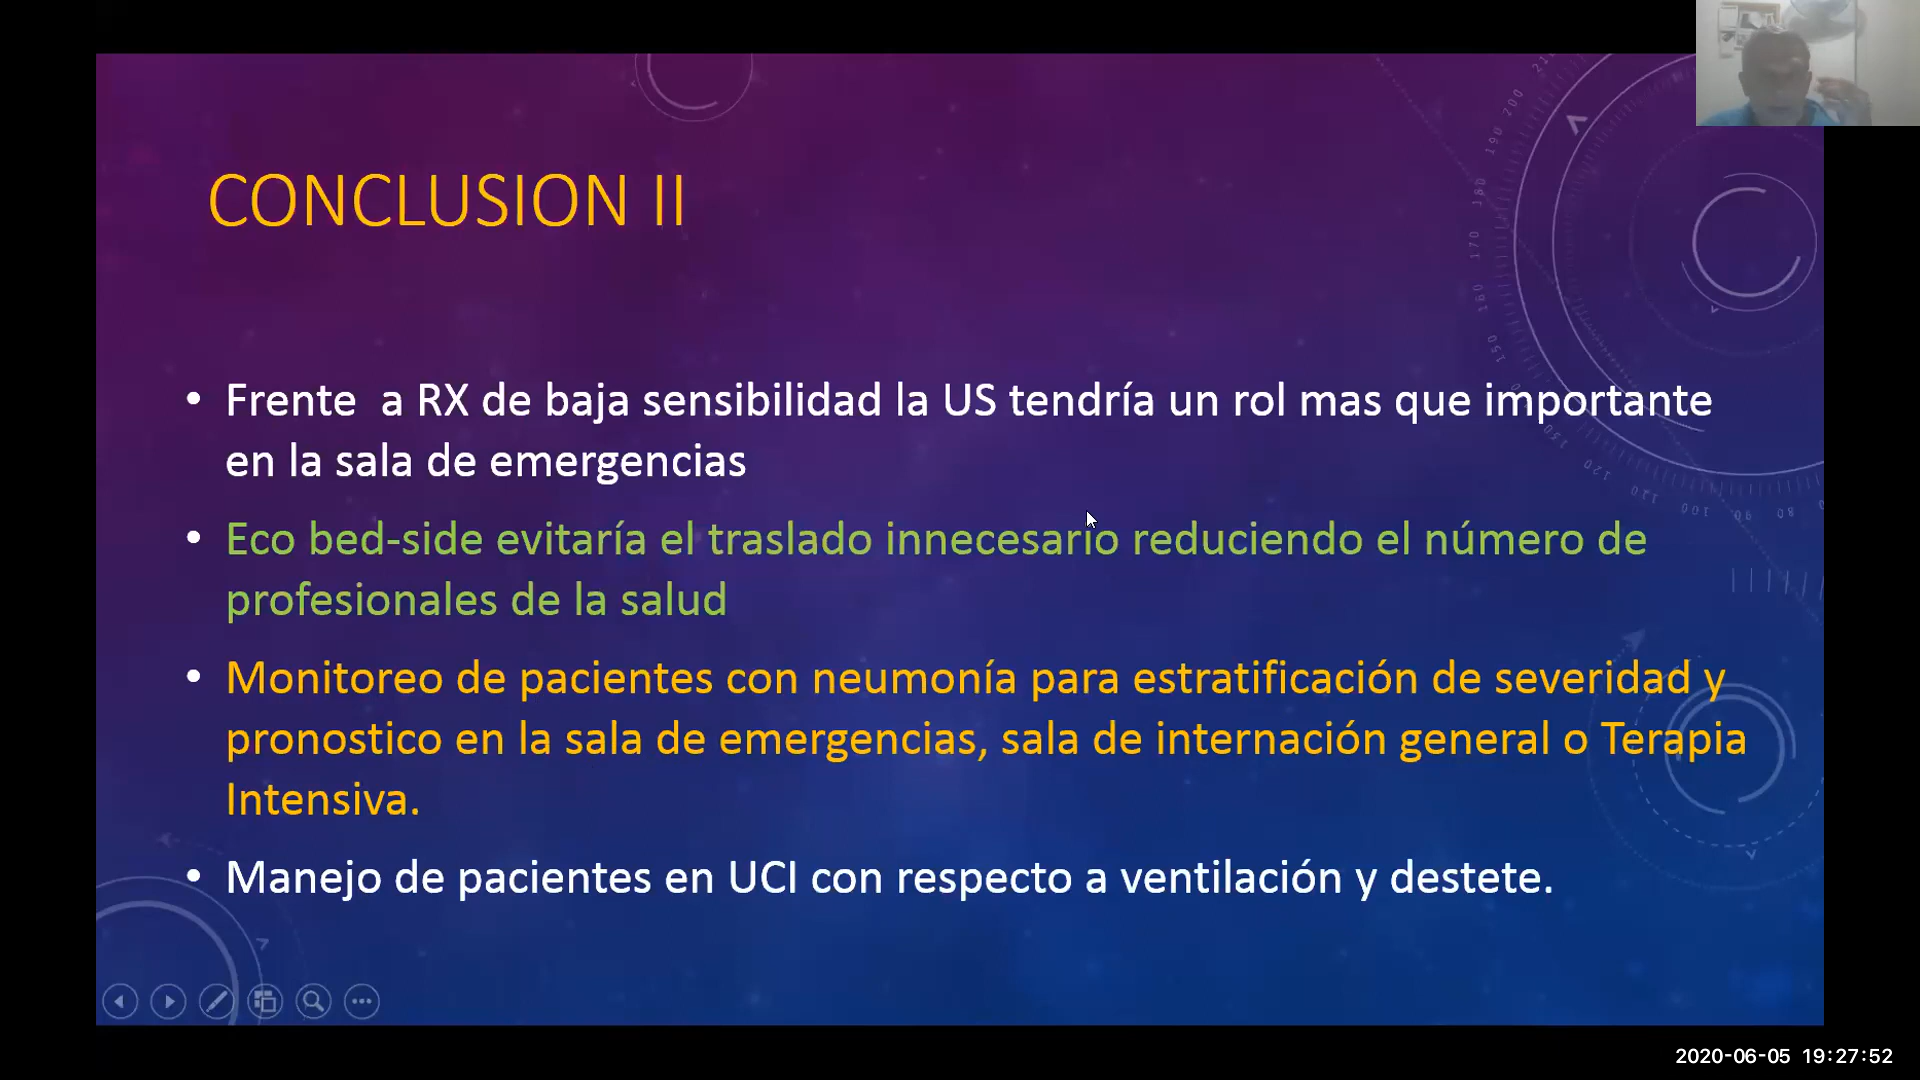 CONCLUSION II
• Frente  a RX de baja sensibilidad la US tendría un rol mas que importante
en la sala de emergencias
• Eco bed-side evitaría el traslado innecesario reduciendo el número de
profesionales de la salud
• Monitoreo de pacientes con neumonía para estratificación de severidad y
pronostico en la sala de emergencias, sala de internación general o Terapia
Intensiva.
• Manejo de pacientes en UCI con respecto a ventilación y destete.
2020-06-05 19:27:52